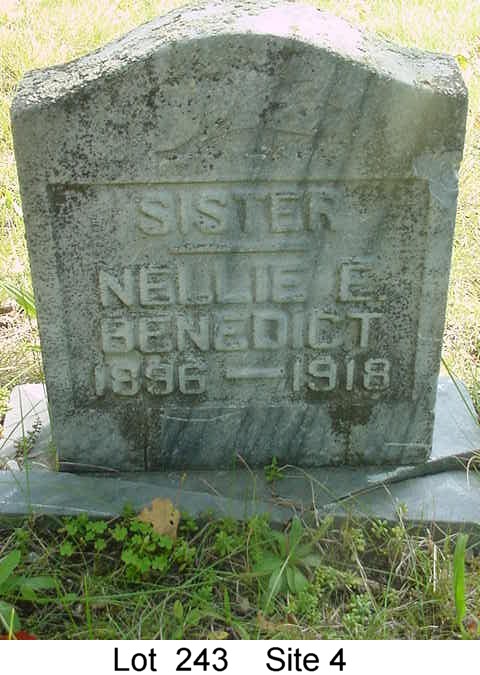 SISTER
NELLIE E.
BENEDICT
1896 — 1918
Lot 243 Site 4